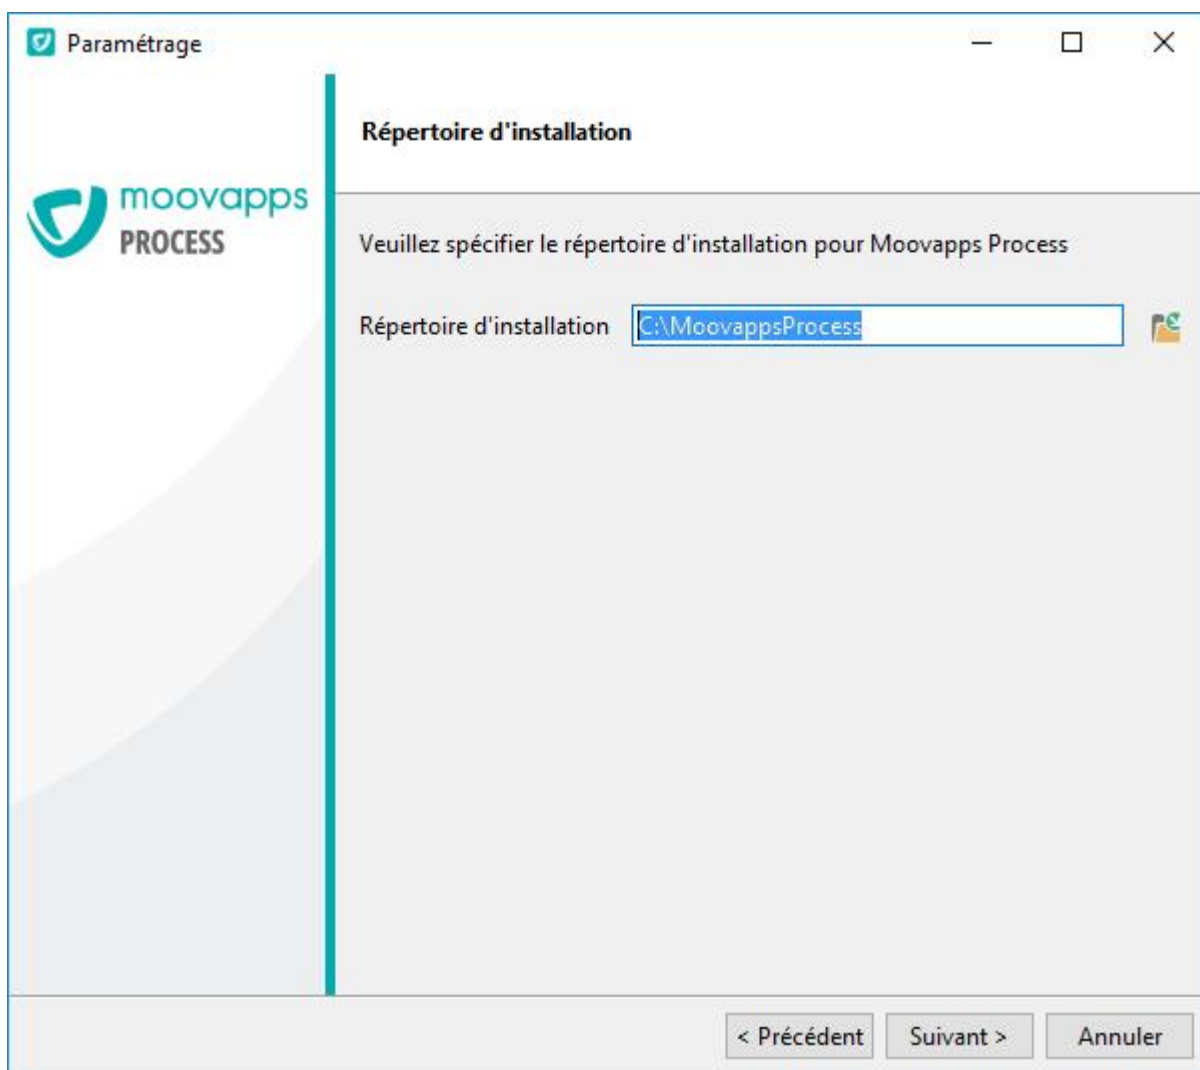 Paramétrage
Répertoire d'installation
moovapps
PROCESS
Veuillez spécifier le répertoire d'installation pour Moovapps Process
Répertoire d'installation C:\MoovappsProcess
< Précédent Suivant > Annuler